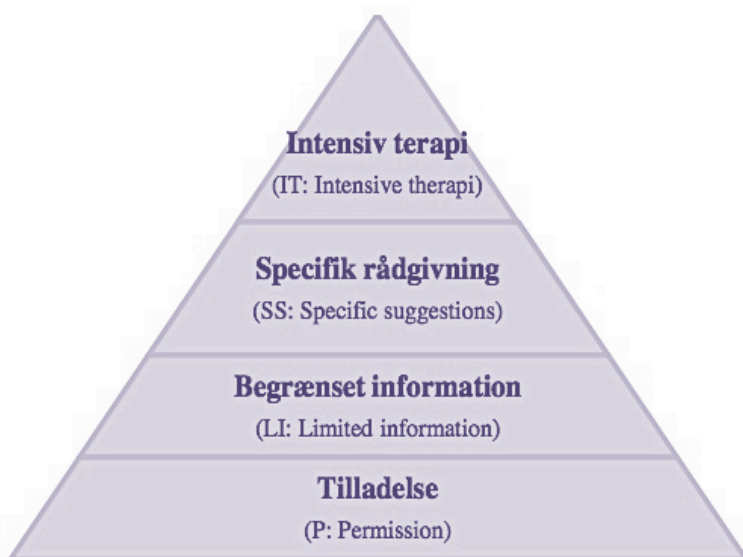 Intensiv terapi
(IT: Intensive therapi)
Specifik rådgivning
(SS: Specific suggestions)
Begrænset information
(LI: Limited information)
Tilladelse
(P: Permission)